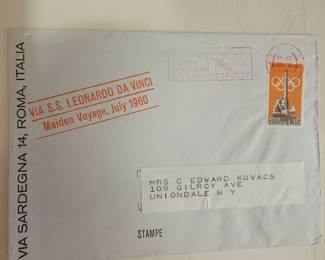 VIA SARDEGNA 14, ROMA, ITALIA
VIA S.S. LEONARDO DA VINCI
Maiden Voyage, July 1960
MRS C EDWARD KOVACS
109 GILROY AVE
UNIONDALE N Y
STAMPE